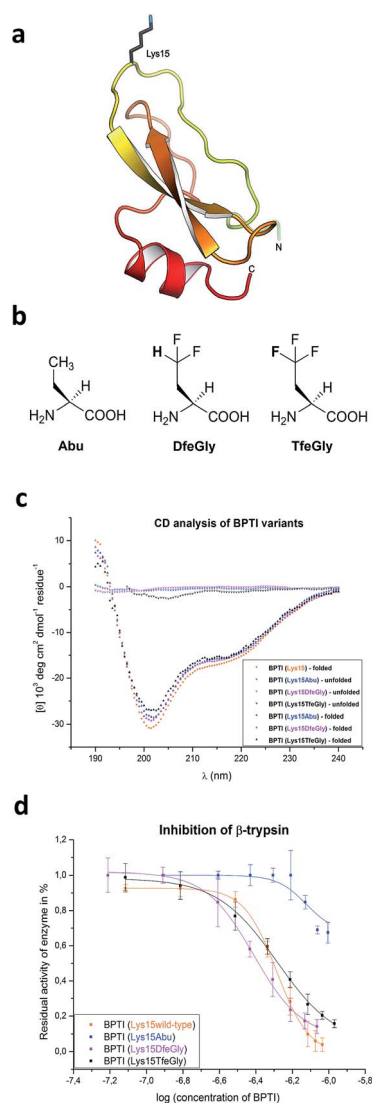 a
Lys15
N
C
b
H F F
F F F
CH3 H H H
H2N COOH H2N COOH H2N COOH
Abu DfeGly TfeGly
c
CD analysis of BPTI variants
[θ] 10³ deg cm² dmol⁻¹ residue⁻¹
10
0
-10
-20
-30
BPTI (Lys15) - folded
BPTI (Lys15Abu) - unfolded
BPTI (Lys15DfeGly) - unfolded
BPTI (Lys15TfeGly) - unfolded
BPTI (Lys15Abu) - folded
BPTI (Lys15DfeGly) - folded
BPTI (Lys15TfeGly) - folded
190 200 210 220 230 240
λ (nm)
d
Inhibition of β-trypsin
Residual activity of enzyme in %
1,2
1,0
0,8
0,6
0,4
0,2
0,0
BPTI (Lys15wild-type)
BPTI (Lys15Abu)
BPTI (Lys15DfeGly)
BPTI (Lys15TfeGly)
-7,4 -7,2 -7,0 -6,8 -6,6 -6,4 -6,2 -6,0 -5,8
log (concentration of BPTI)